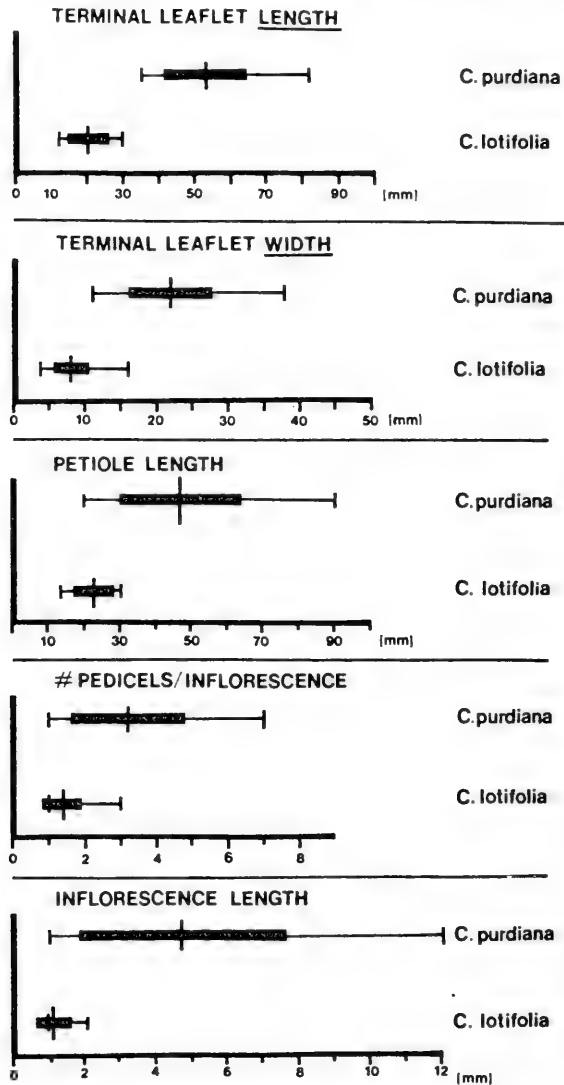 TERMINAL LEAFLET LENGTH
C. purdiana
C. lotifolia
0 10 30 50 70 90 [mm]
TERMINAL LEAFLET WIDTH
C. purdiana
C. lotifolia
0 10 20 30 40 50 [mm]
PETIOLE LENGTH
C. purdiana
C. lotifolia
10 30 50 70 90 [mm]
# PEDICELS/INFLORESCENCE
C. purdiana
C. lotifolia
0 2 4 6 8
INFLORESCENCE LENGTH
C. purdiana
C. lotifolia
0 2 4 6 8 10 12
[mm]